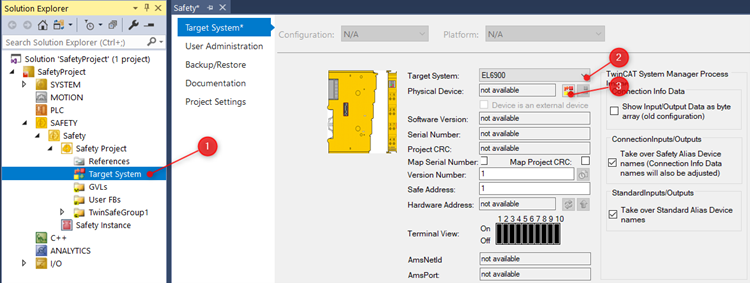 Solution Explorer
Search Solution Explorer (Ctrl+;)
Solution 'SafetyProject' (1 project)
SafetyProject
SYSTEM
MOTION
PLC
SAFETY
Safety
Safety Project
References
Target System
GVLs
User FBs
TwinSafeGroup1
Safety Instance
C++
ANALYTICS
I/O
1
Safety*
Target System*
User Administration
Backup/Restore
Documentation
Project Settings
Configuration: N/A Platform: N/A
Target System: EL6900
2
Physical Device: not available
3
Device is an external device
Software Version: not available
Serial Number: not available
Project CRC: not available
Map Serial Number: Map Project CRC:
Version Number: 1
Safe Address: 1
Hardware Address: not available
1 2 3 4 5 6 7 8 9 10
Terminal View: On
Off
AmsNetId not available
AmsPort: not available
TwinCAT System Manager Process
Connection Info Data
Show Input/Output Data as byte
array (old configuration)
ConnectionInputs/Outputs
Take over Safety Alias Device
names (Connection Info Data
names will also be adjusted)
StandardInputs/Outputs
Take over Standard Alias Device
names